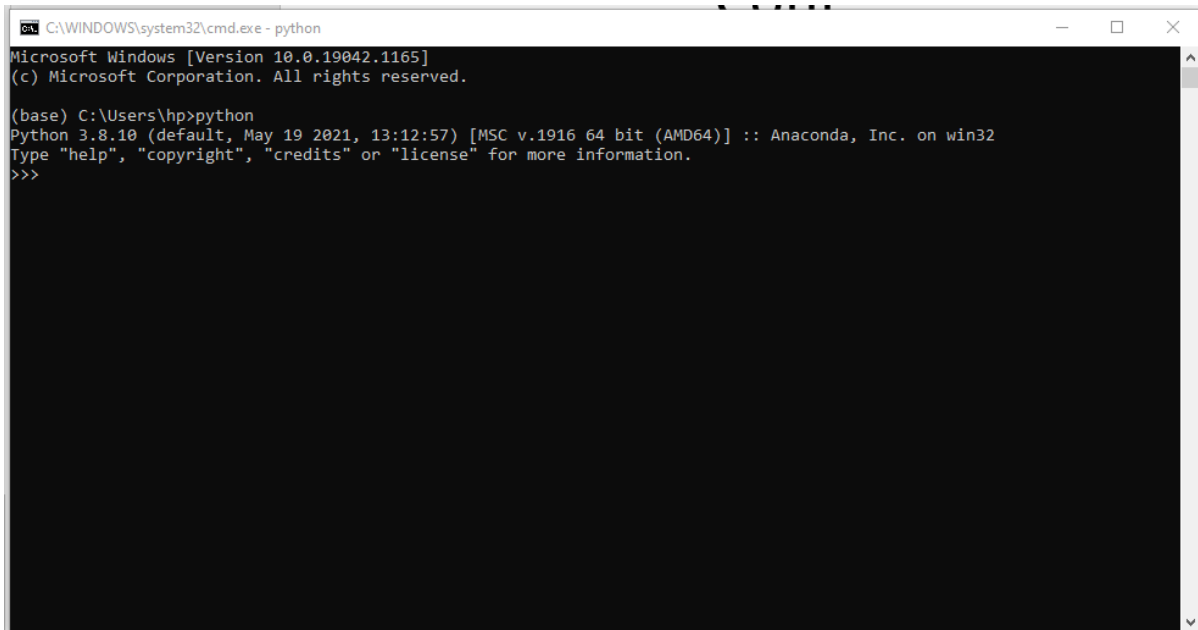 C:\WINDOWS\system32\cmd.exe - python
Microsoft Windows [Version 10.0.19042.1165]
(c) Microsoft Corporation. All rights reserved.
(base) C:\Users\hp>python
Python 3.8.10 (default, May 19 2021, 13:12:57) [MSC v.1916 64 bit (AMD64)] :: Anaconda, Inc. on win32
Type "help", "copyright", "credits" or "license" for more information.
>>>